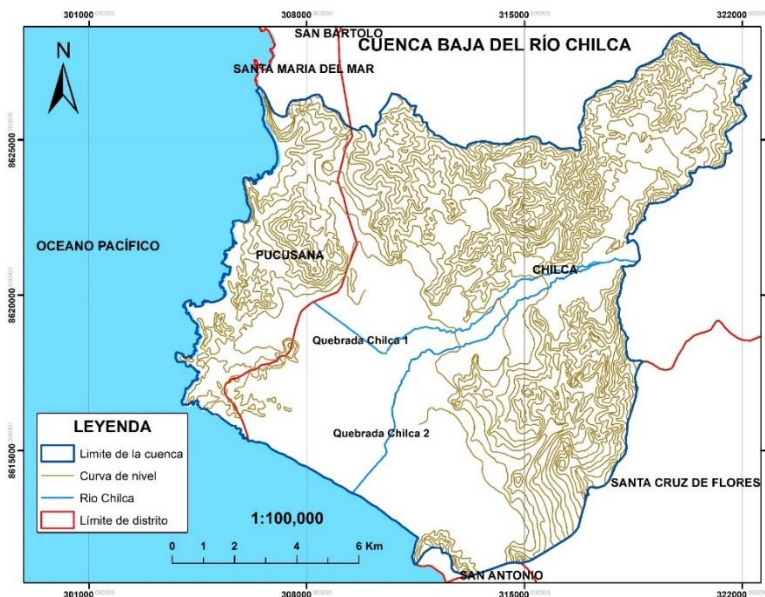 301000 308000 315000 322000
SAN BARTOLO
CUENCA BAJA DEL RÍO CHILCA
N
SANTA MARIA DEL MAR
8625000
OCEANO PACÍFICO
PUCUSANA
CHILCA
8620000
Quebrada Chilca 1
LEYENDA
Limite de la cuenca
Curva de nivel
Rio Chilca
Límite de distrito
Quebrada Chilca 2
8615000
SANTA CRUZ DE FLORES
1:100,000
0 1 2 4 6 Km
SAN ANTONIO
301000 308000 315000 322000